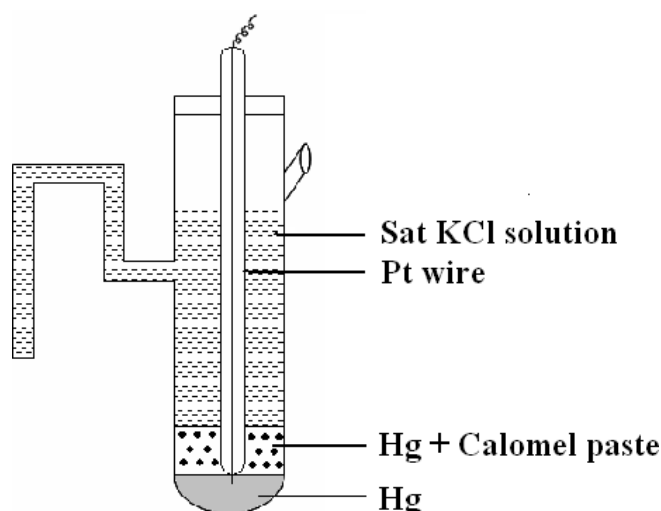 Sat KCl solution
Pt wire
Hg + Calomel paste
Hg